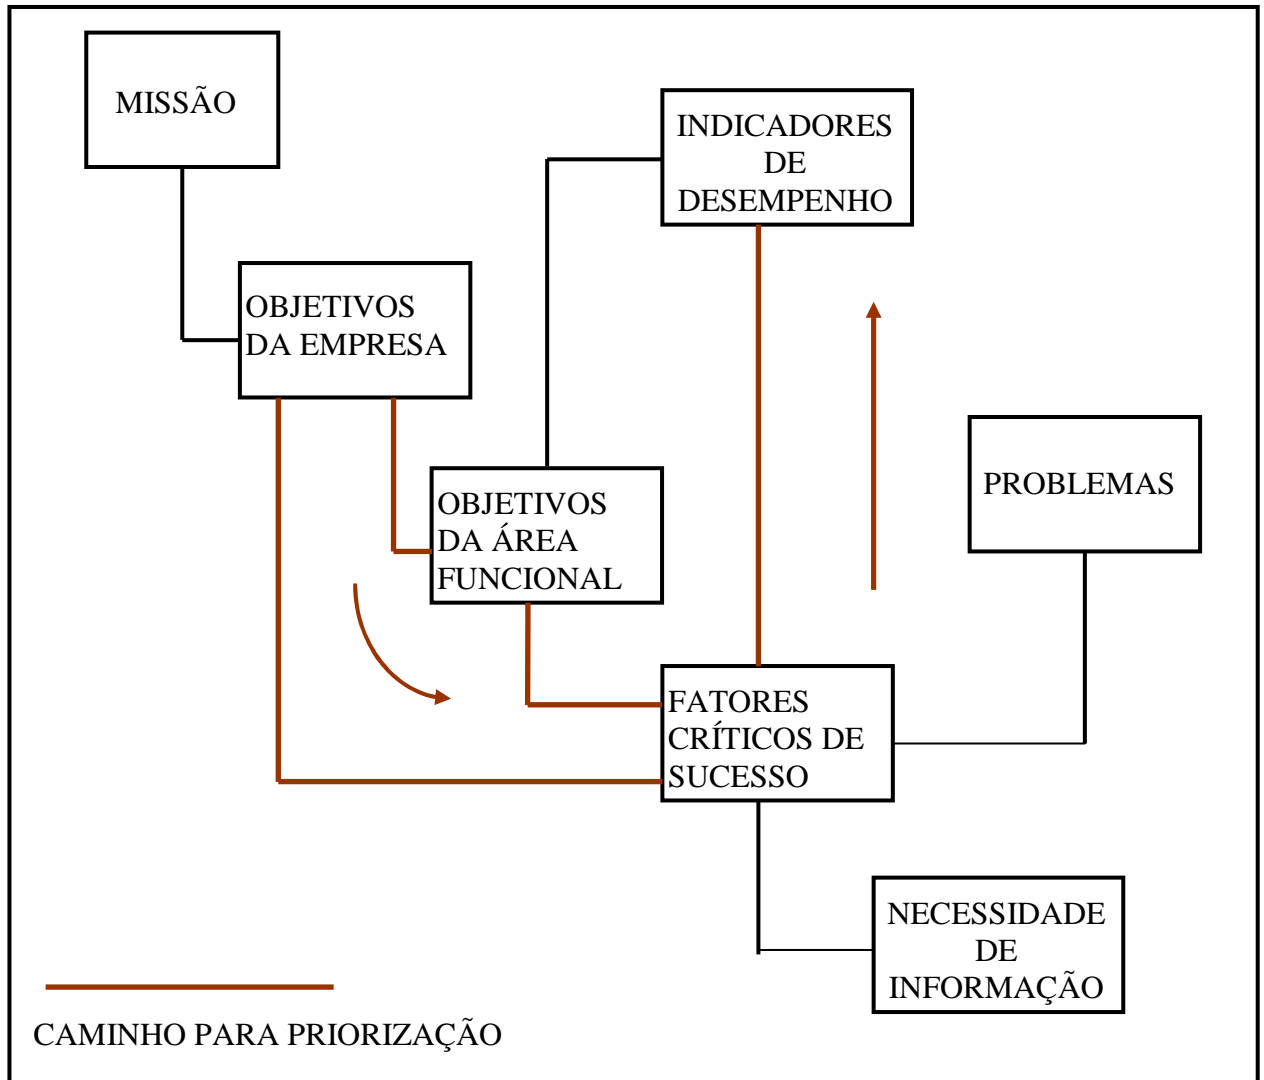 MISSÃO
INDICADORES
DE
DESEMPENHO
OBJETIVOS
DA EMPRESA
OBJETIVOS
DA ÁREA
FUNCIONAL
PROBLEMAS
FATORES
CRÍTICOS DE
SUCESSO
NECESSIDADE
DE
INFORMAÇÃO
CAMINHO PARA PRIORIZAÇÃO